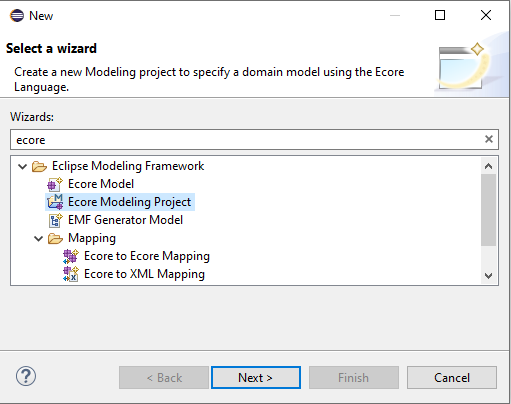 New
Select a wizard
Create a new Modeling project to specify a domain model using the Ecore
Language.
Wizards:
ecore
Eclipse Modeling Framework
Ecore Model
Ecore Modeling Project
EMF Generator Model
Mapping
Ecore to Ecore Mapping
Ecore to XML Mapping
? < Back Next > Finish Cancel